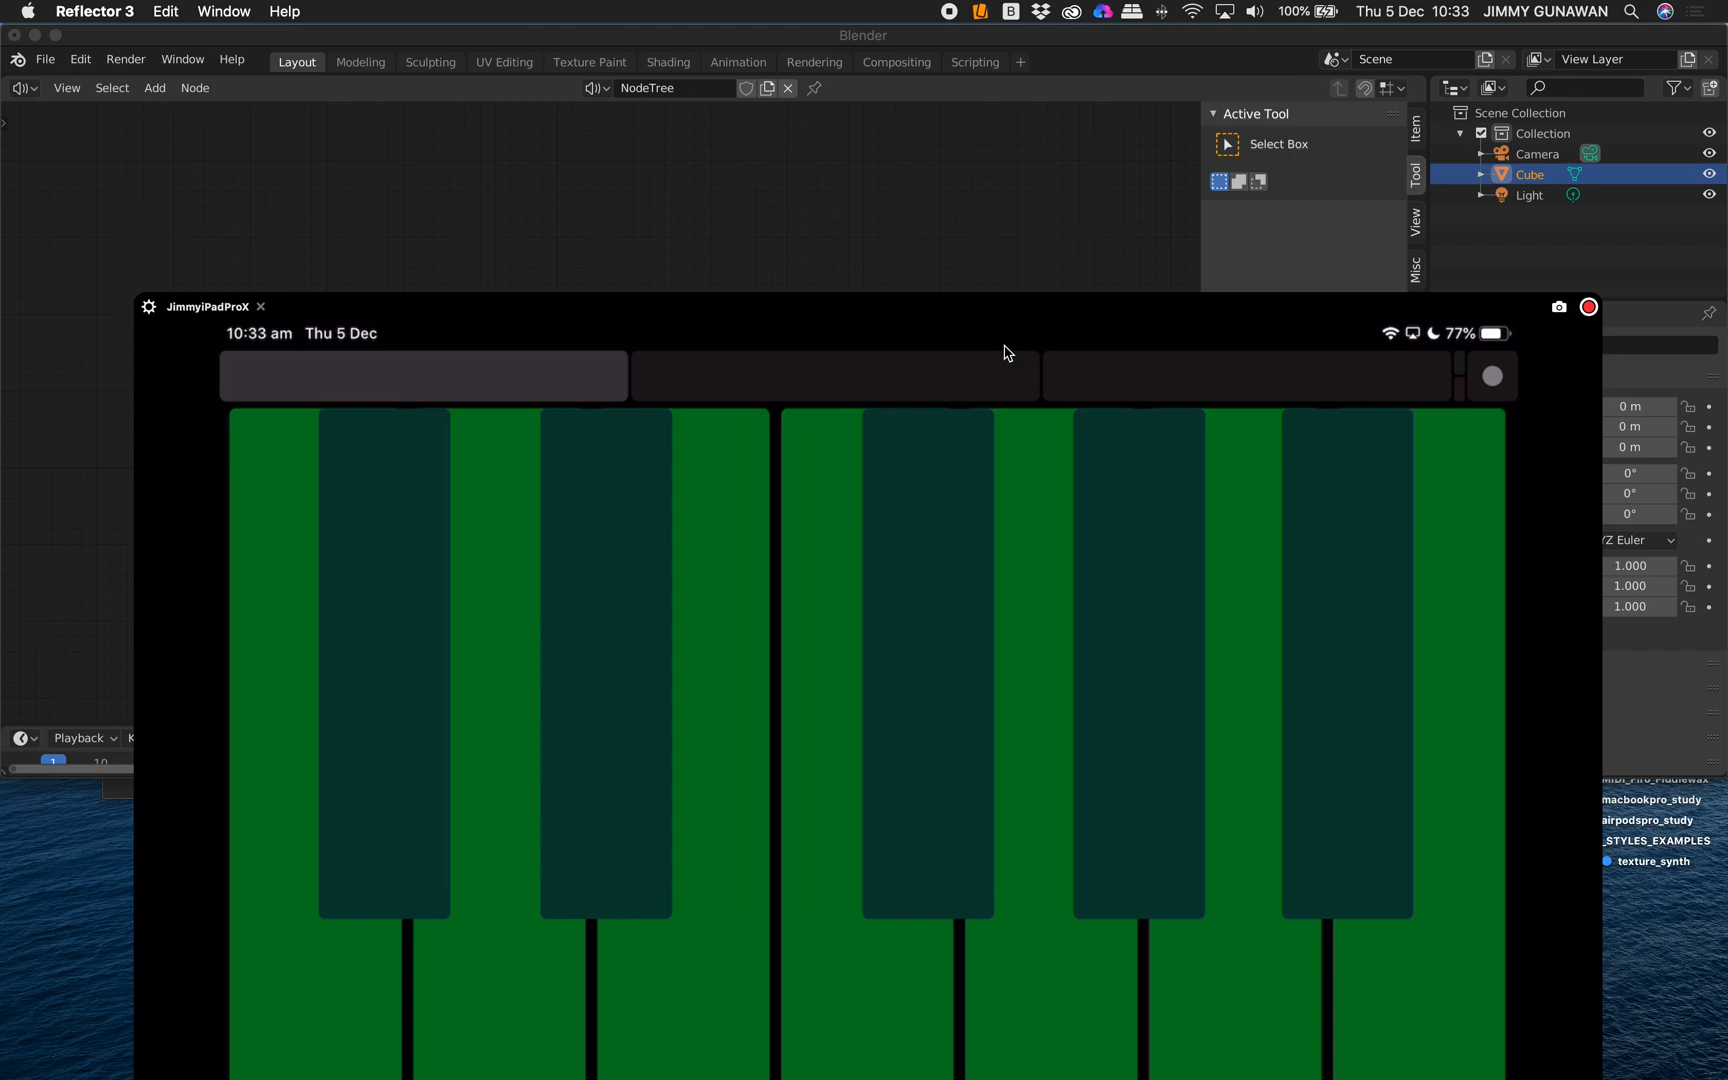 Reflector 3 Edit Window Help 100% Thu 5 Dec 10:33 JIMMY GUNAWAN
Blender
File Edit Render Window Help Layout Modeling Sculpting UV Editing Texture Paint Shading Animation Rendering Compositing Scripting + Scene View Layer
View Select Add Node NodeTree
Active Tool
Select Box
Item
Tool
View
Misc
Scene Collection
Collection
Camera
Cube
Light
JimmyiPadProX
10:33 am Thu 5 Dec 77%
0 m
0 m
0 m
0°
0°
0°
YZ Euler
1.000
1.000
1.000
Playback K
1 10
macbookpro_study
airpodspro_study
_STYLES_EXAMPLES
texture_synth